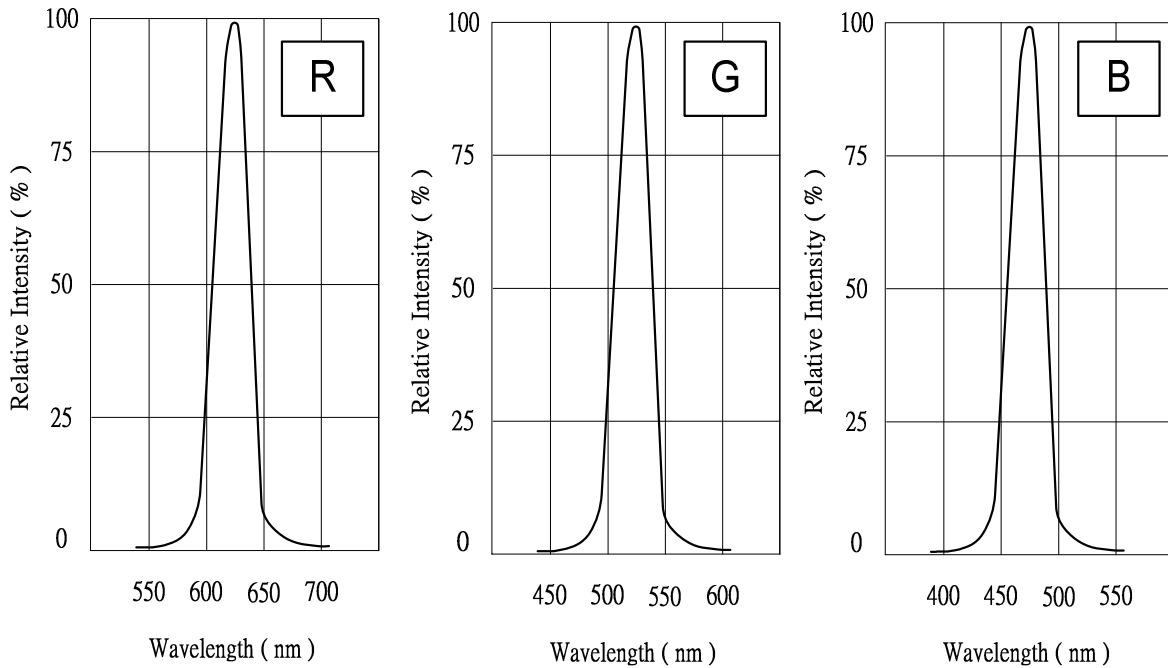 100
75
50
25
0
Relative Intensity ( % )
R
550 600 650 700
Wavelength ( nm )
100
75
50
25
0
Relative Intensity ( % )
G
450 500 550 600
Wavelength ( nm )
100
75
50
25
0
Relative Intensity ( % )
B
400 450 500 550
Wavelength ( nm )